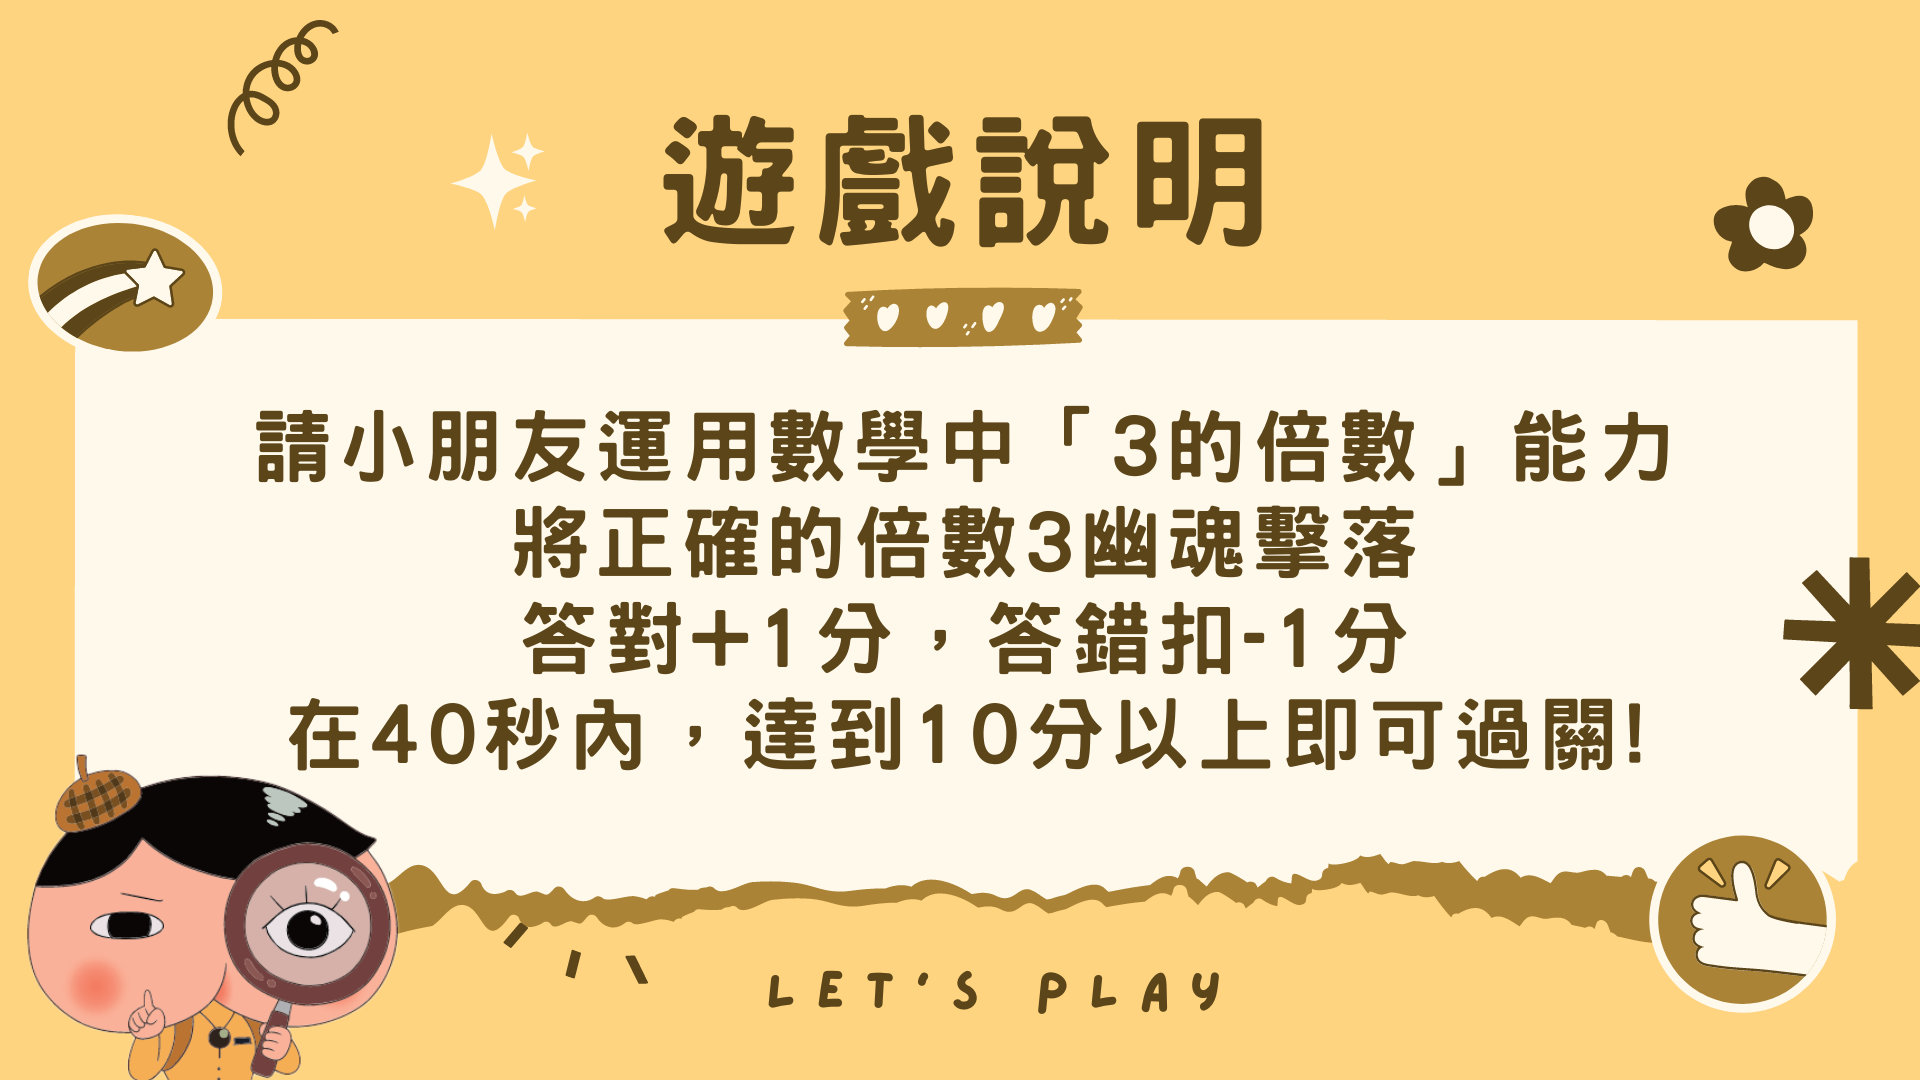 遊戲說明
請小朋友運用數學中「3的倍數」能力
將正確的倍數3幽魂擊落
答對+1分，答錯扣-1分
在40秒內，達到10分以上即可過關!
LET'S PLAY